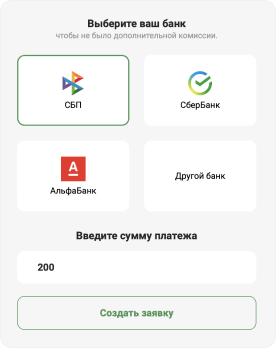 Выберите ваш банк
чтобы не было дополнительной комиссии.
СБП
СберБанк
А
АльфаБанк
Другой банк
Введите сумму платежа
200
Создать заявку